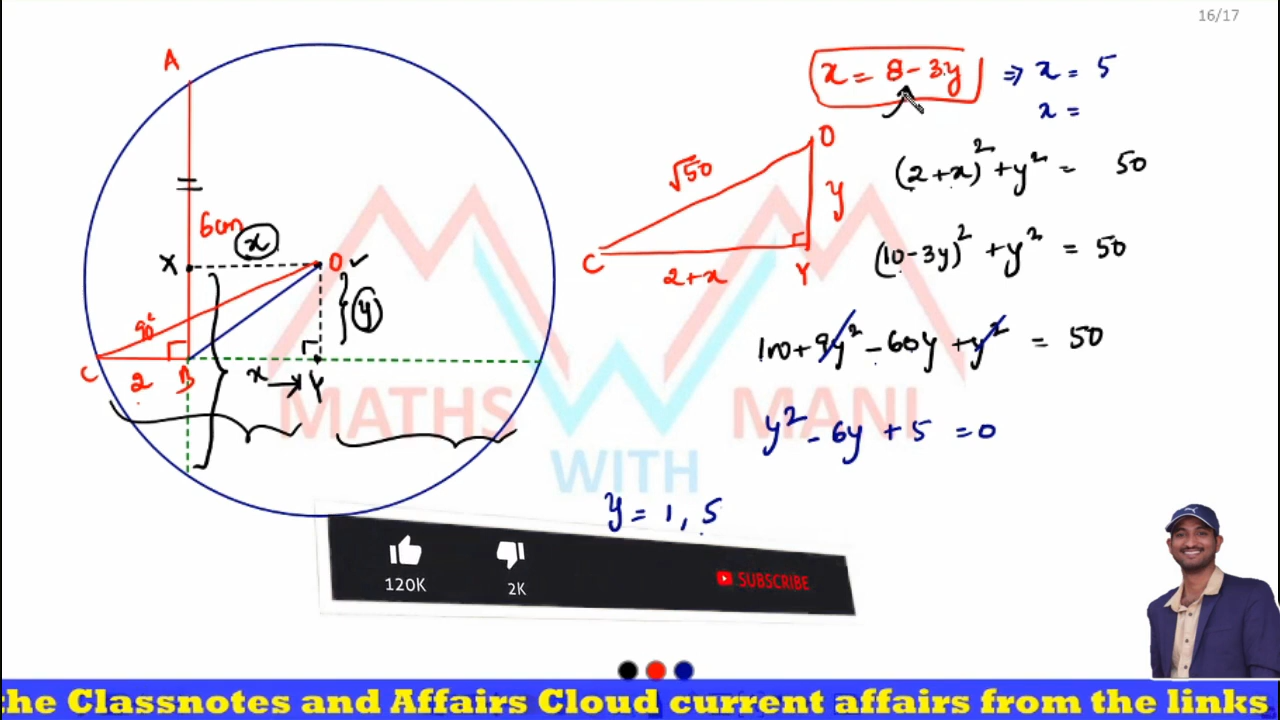 16/17
A
x = 8 - 3y ⇒ x = 5
x =
O
√50
(2+x)² + y² = 50
y
6cm
x
X
O
y
(10-3y)² + y² = 50
C
2+x
Y
90°
100 + 9y² - 60y + y² = 50
C
2
B
x
Y
MATHS
WITH
MANI
y² - 6y + 5 = 0
y = 1, 5
120K
2K
SUBSCRIBE
the Classnotes and Affairs Cloud current affairs from the links